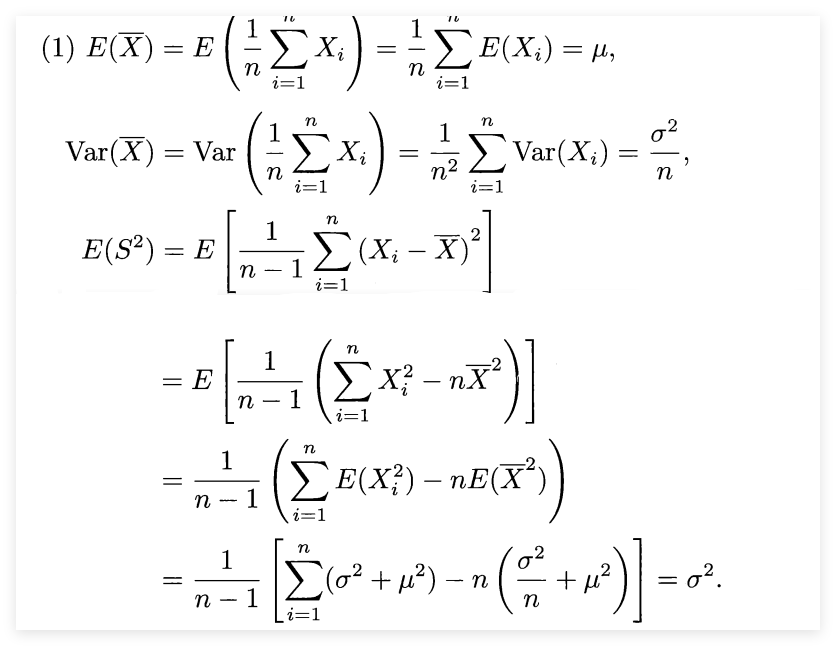 (1) $E(\overline{X}) = E\left(\frac{1}{n}\sum_{i=1}^{n} X_i\right) = \frac{1}{n}\sum_{i=1}^{n} E(X_i) = \mu,$
$\text{Var}(\overline{X}) = \text{Var}\left(\frac{1}{n}\sum_{i=1}^{n} X_i\right) = \frac{1}{n^2}\sum_{i=1}^{n} \text{Var}(X_i) = \frac{\sigma^2}{n},$
$E(S^2) = E\left[\frac{1}{n-1}\sum_{i=1}^{n}(X_i - \overline{X})^2\right]$
$= E\left[\frac{1}{n-1}\left(\sum_{i=1}^{n} X_i^2 - n\overline{X}^2\right)\right]$
$= \frac{1}{n-1}\left(\sum_{i=1}^{n} E(X_i^2) - nE(\overline{X}^2)\right)$
$= \frac{1}{n-1}\left[\sum_{i=1}^{n}(\sigma^2 + \mu^2) - n\left(\frac{\sigma^2}{n} + \mu^2\right)\right] = \sigma^2.$